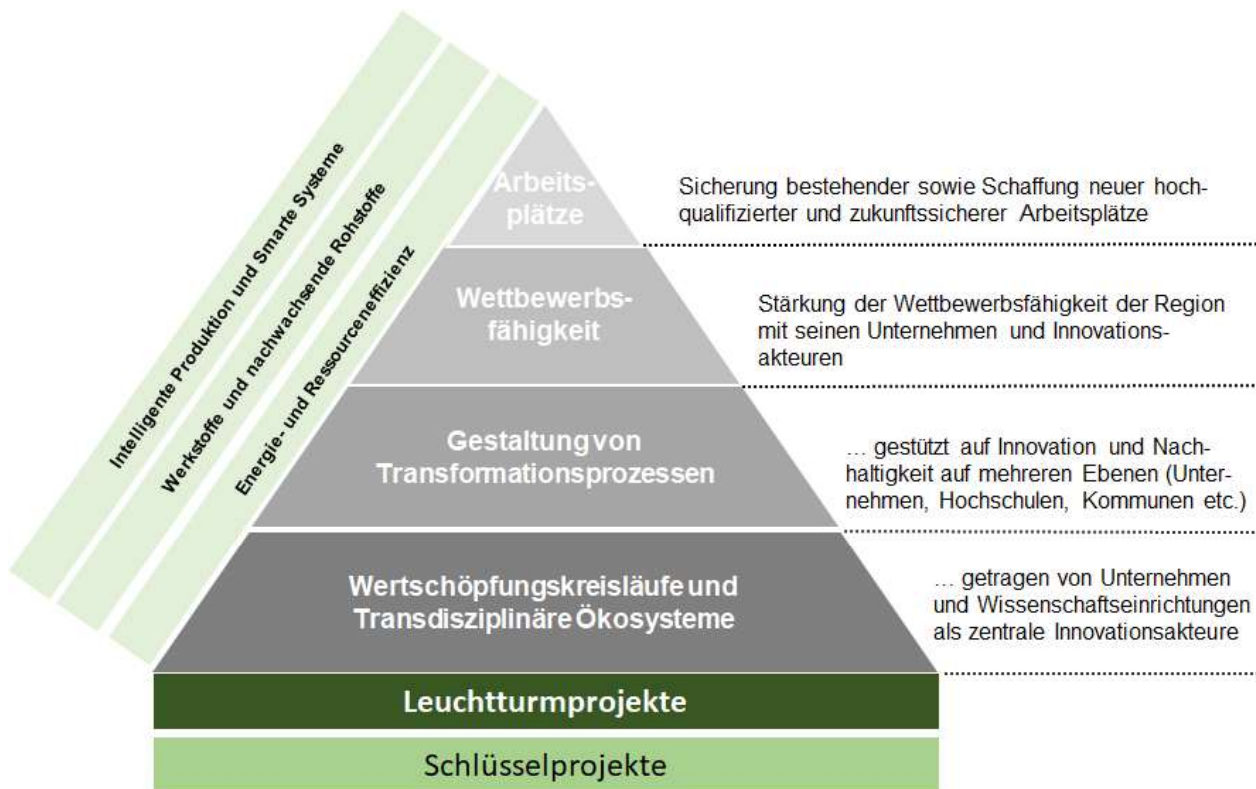 Intelligente Produktion und Smarte Systeme
Werkstoffe und nachwachsende Rohstoffe
Energie- und Ressourceneffizienz
Arbeits-
plätze
Sicherung bestehender sowie Schaffung neuer hoch-
qualifizierter und zukunftssicherer Arbeitsplätze
Wettbewerbs-
fähigkeit
Stärkung der Wettbewerbsfähigkeit der Region
mit seinen Unternehmen und Innovations-
akteuren
Gestaltung von
Transformationsprozessen
… gestützt auf Innovation und Nach-
haltigkeit auf mehreren Ebenen (Unter-
nehmen, Hochschulen, Kommunen etc.)
Wertschöpfungskreisläufe und
Transdisziplinäre Ökosysteme
… getragen von Unternehmen
und Wissenschaftseinrichtungen
als zentrale Innovationsakteure
Leuchtturmprojekte
Schlüsselprojekte